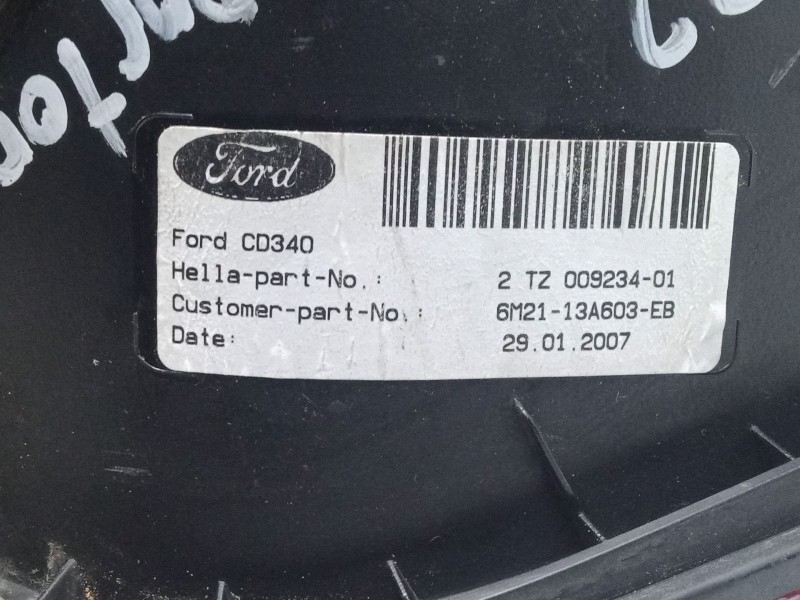 Ford
Ford CD340
Hella-part-No.: 2 TZ 009234-01
Customer-part-No.: 6M21-13A603-EB
Date: 29.01.2007